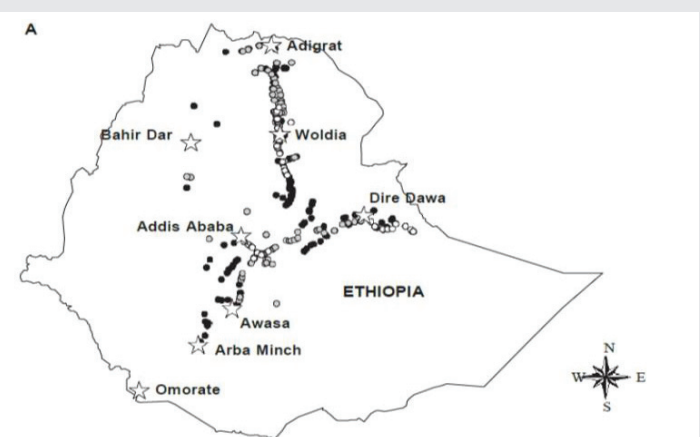 A
Adigrat
Bahir Dar
Woldia
Dire Dawa
Addis Ababa
ETHIOPIA
Awasa
Arba Minch
Omorate
N
W E
S